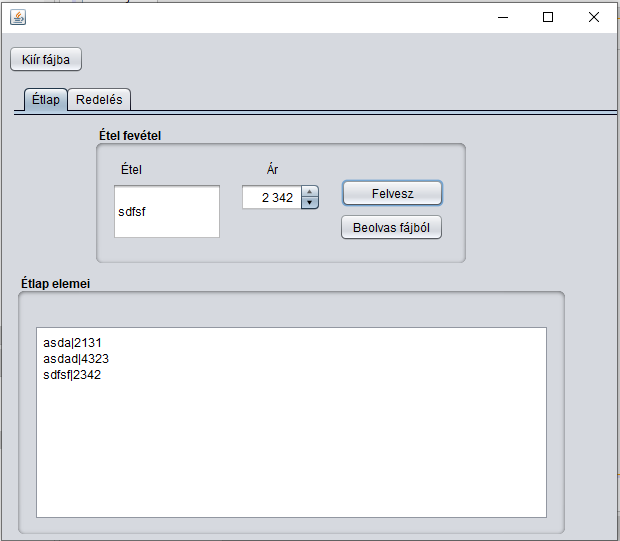 Kiír fájba
Étlap Redelés
Étel fevétel
Étel Ár
sdfsf 2 342 Felvesz
Beolvas fájból
Étlap elemei
asda|2131
asdad|4323
sdfsf|2342